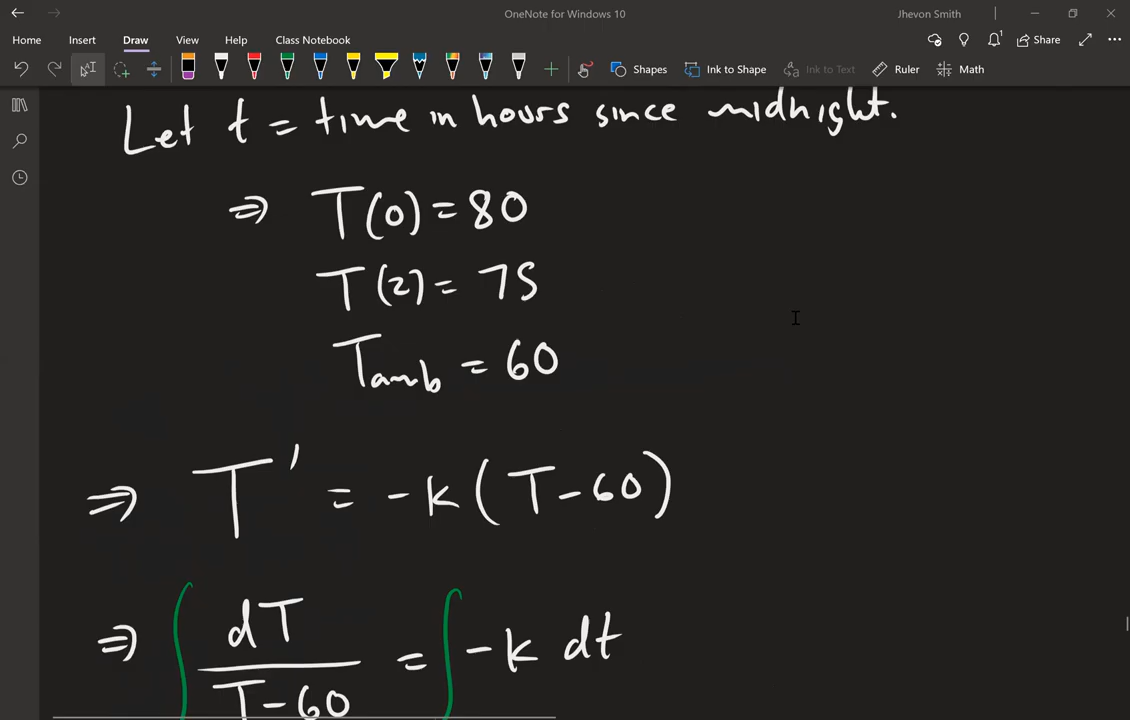 OneNote for Windows 10
Jhevon Smith
Home Insert Draw View Help Class Notebook
Share
Shapes
Ink to Shape
Ink to Text
Ruler
Math
Let t = time in hours since midnight.
⇒ T(0) = 80
T(2) = 75
Tamb = 60
⇒ T' = -k(T-60)
⇒ ∫ dT / T-60 = ∫ -k dt